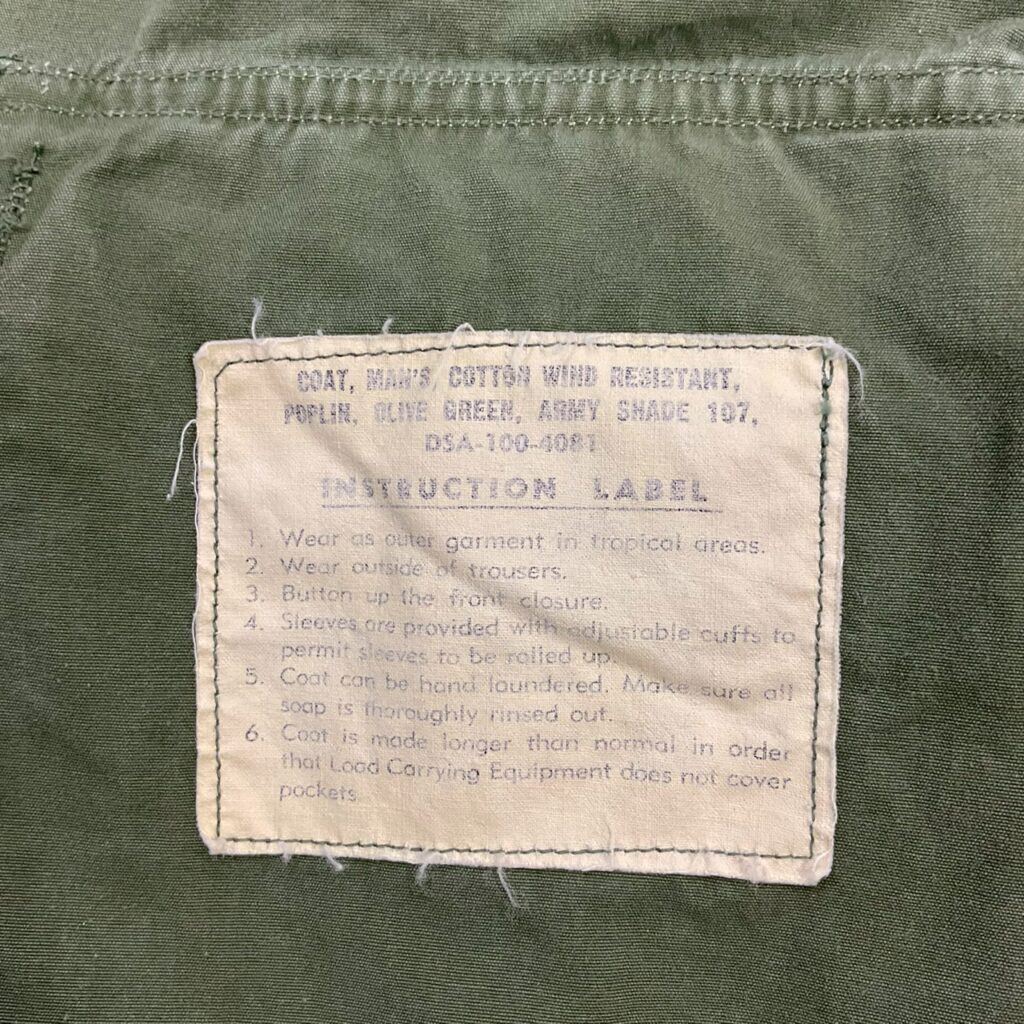 COAT, MAN'S, COTTON WIND RESISTANT,
POPLIN, OLIVE GREEN, ARMY SHADE 107,
DSA-100-4081
INSTRUCTION LABEL
1. Wear as outer garment in tropical areas.
2. Wear outside of trousers.
3. Button up the front closure.
4. Sleeves are provided with adjustable cuffs to
permit sleeves to be rolled up.
5. Coat can be hand laundered. Make sure all
soap is thoroughly rinsed out.
6. Coat is made longer than normal in order
that Load Carrying Equipment does not cover
pockets.